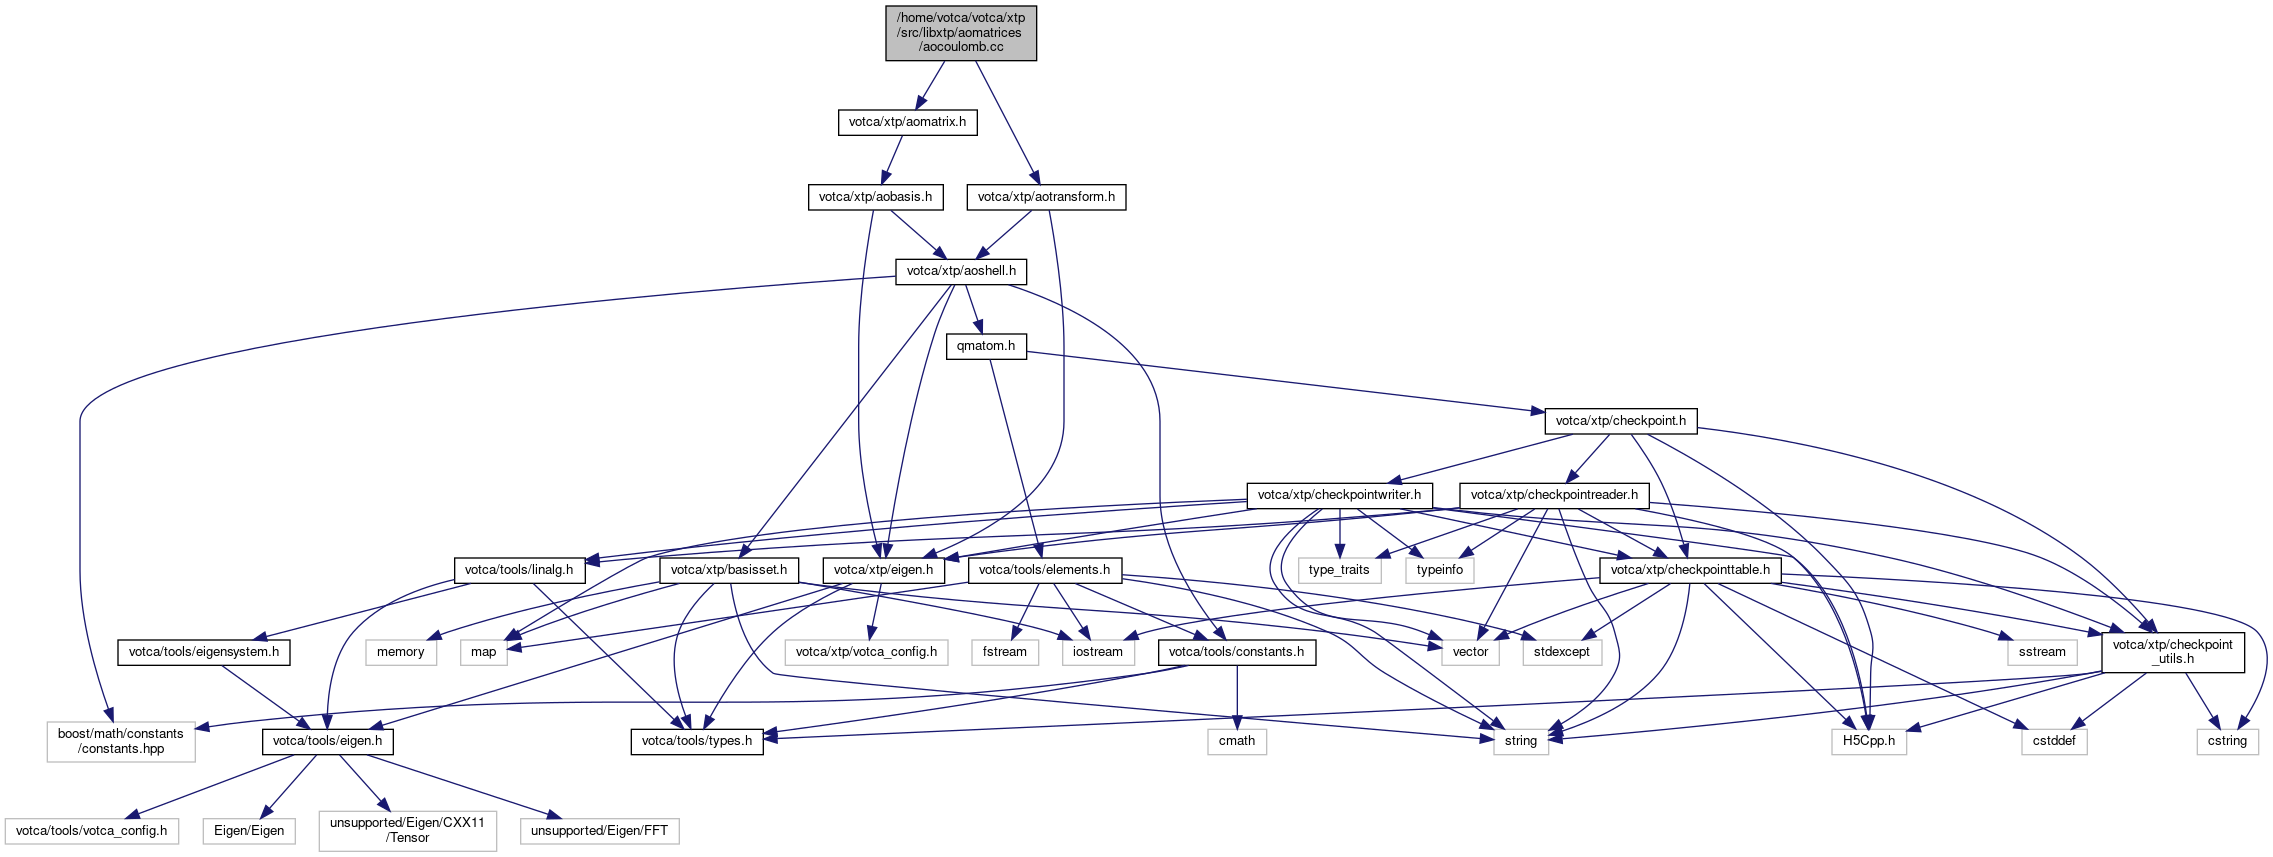 /home/votca/votca/xtp
/src/libxtp/aomatrices
/aocoulomb.cc
votca/xtp/aomatrix.h
votca/xtp/aobasis.h
votca/xtp/aotransform.h
votca/xtp/aoshell.h
qmatom.h
votca/xtp/checkpoint.h
votca/xtp/checkpointwriter.h
votca/xtp/checkpointreader.h
votca/tools/linalg.h
votca/xtp/basisset.h
votca/xtp/eigen.h
votca/tools/elements.h
type_traits
typeinfo
votca/xtp/checkpointtable.h
votca/tools/eigensystem.h
memory
map
votca/xtp/votca_config.h
fstream
iostream
votca/tools/constants.h
vector
stdexcept
sstream
votca/xtp/checkpoint
_utils.h
boost/math/constants
/constants.hpp
votca/tools/eigen.h
votca/tools/types.h
cmath
string
H5Cpp.h
cstddef
cstring
votca/tools/votca_config.h
Eigen/Eigen
unsupported/Eigen/CXX11
/Tensor
unsupported/Eigen/FFT